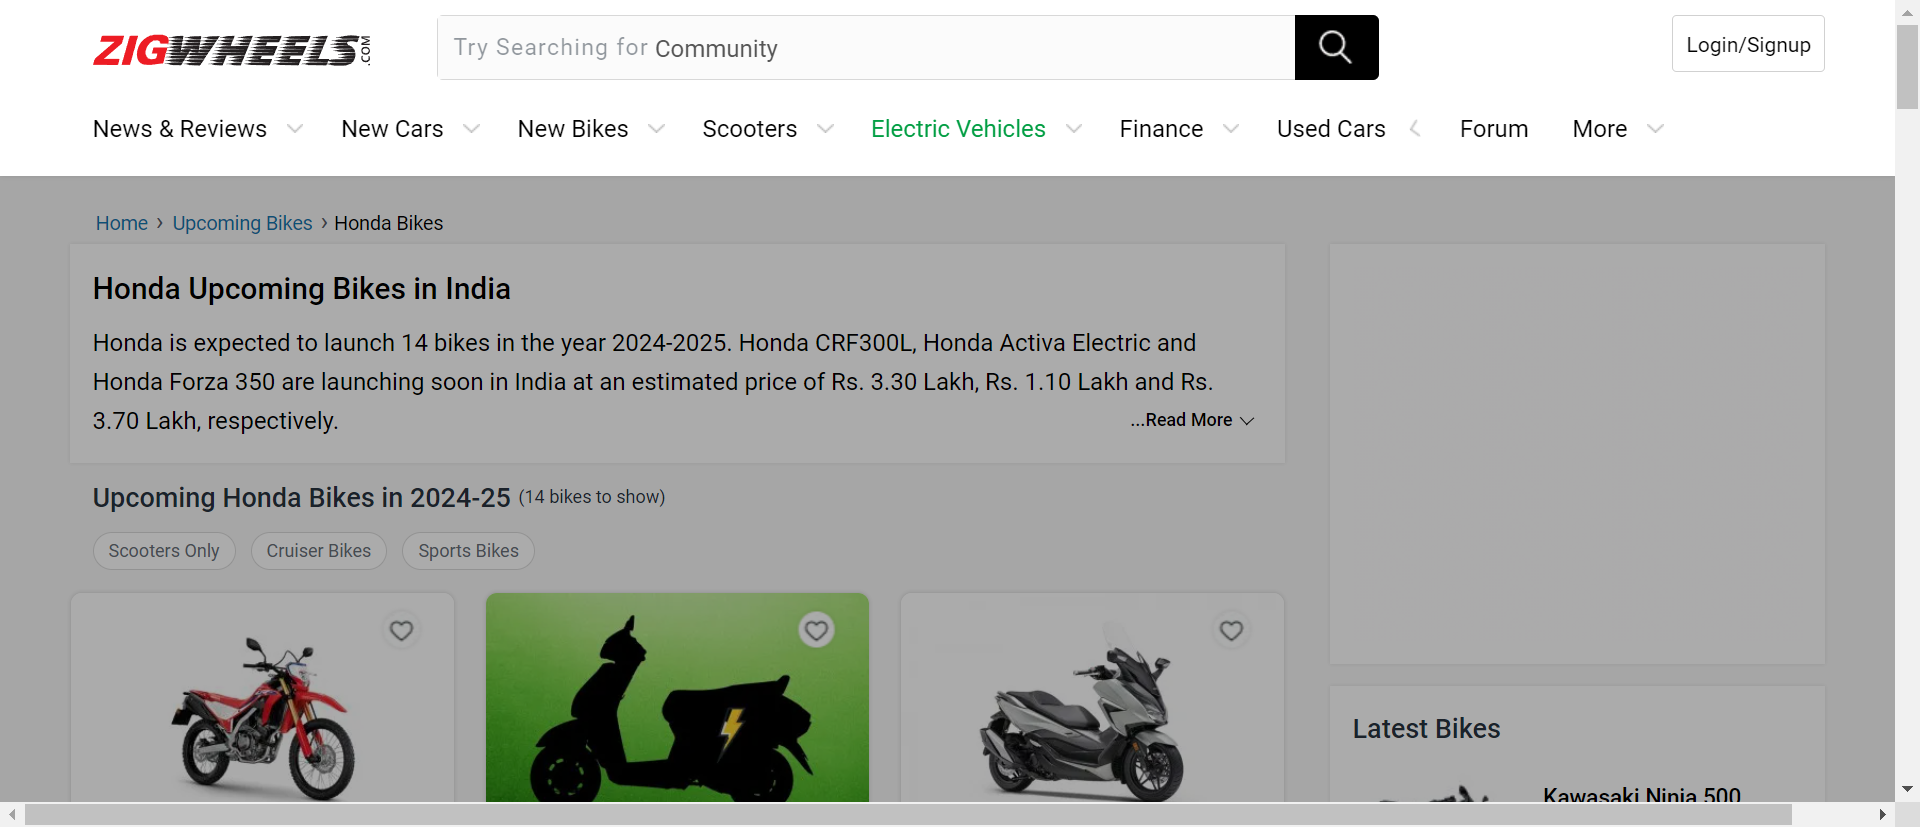 ZIGWHEELS.COM
Try Searching for Community
Login/Signup
News & Reviews New Cars New Bikes Scooters Electric Vehicles Finance Used Cars Forum More
Home › Upcoming Bikes › Honda Bikes
Honda Upcoming Bikes in India
Honda is expected to launch 14 bikes in the year 2024-2025. Honda CRF300L, Honda Activa Electric and
Honda Forza 350 are launching soon in India at an estimated price of Rs. 3.30 Lakh, Rs. 1.10 Lakh and Rs.
3.70 Lakh, respectively.
...Read More
Upcoming Honda Bikes in 2024-25 (14 bikes to show)
Scooters Only Cruiser Bikes Sports Bikes
Latest Bikes
Kawasaki Ninja 500